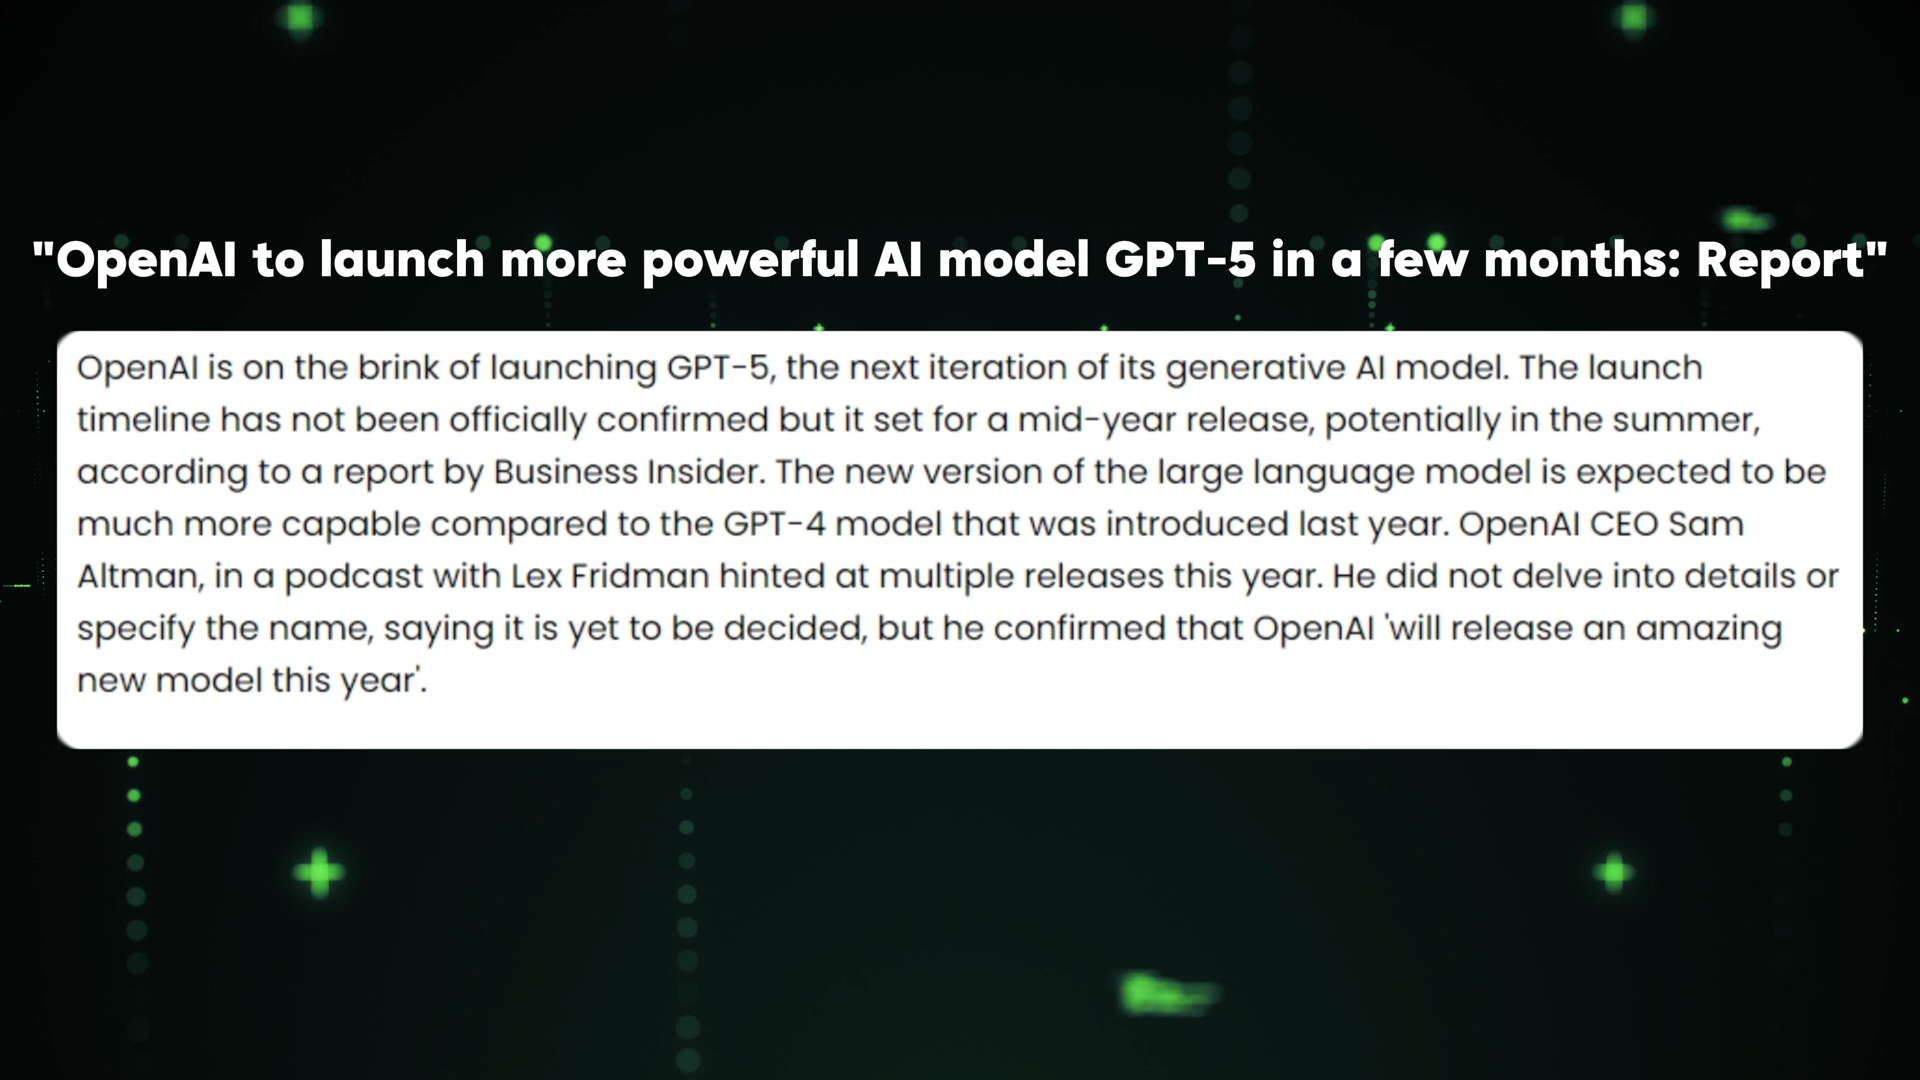 "OpenAI to launch more powerful AI model GPT-5 in a few months: Report"
OpenAI is on the brink of launching GPT-5, the next iteration of its generative AI model. The launch
timeline has not been officially confirmed but it set for a mid-year release, potentially in the summer,
according to a report by Business Insider. The new version of the large language model is expected to be
much more capable compared to the GPT-4 model that was introduced last year. OpenAI CEO Sam
Altman, in a podcast with Lex Fridman hinted at multiple releases this year. He did not delve into details or
specify the name, saying it is yet to be decided, but he confirmed that OpenAI 'will release an amazing
new model this year'.